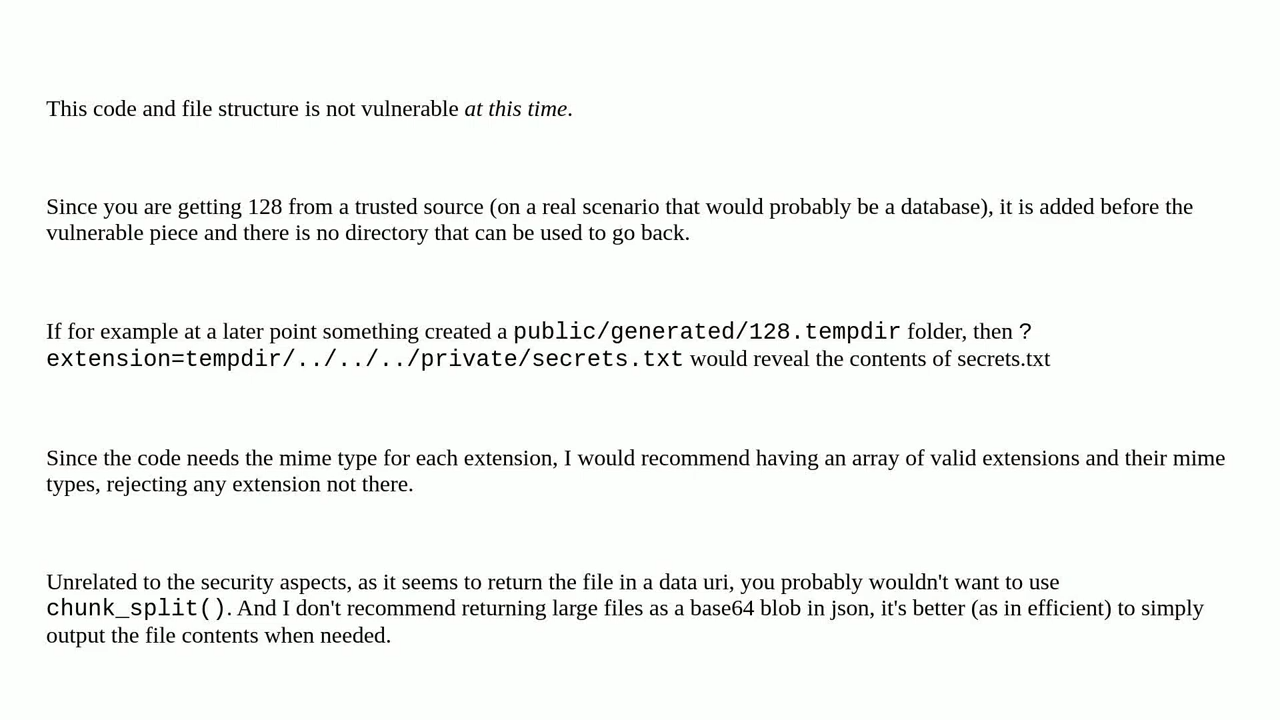 This code and file structure is not vulnerable at this time.
Since you are getting 128 from a trusted source (on a real scenario that would probably be a database), it is added before the
vulnerable piece and there is no directory that can be used to go back.
If for example at a later point something created a public/generated/128.tempdir folder, then ?
extension=tempdir/../../../private/secrets.txt would reveal the contents of secrets.txt
Since the code needs the mime type for each extension, I would recommend having an array of valid extensions and their mime
types, rejecting any extension not there.
Unrelated to the security aspects, as it seems to return the file in a data uri, you probably wouldn't want to use
chunk_split(). And I don't recommend returning large files as a base64 blob in json, it's better (as in efficient) to simply
output the file contents when needed.